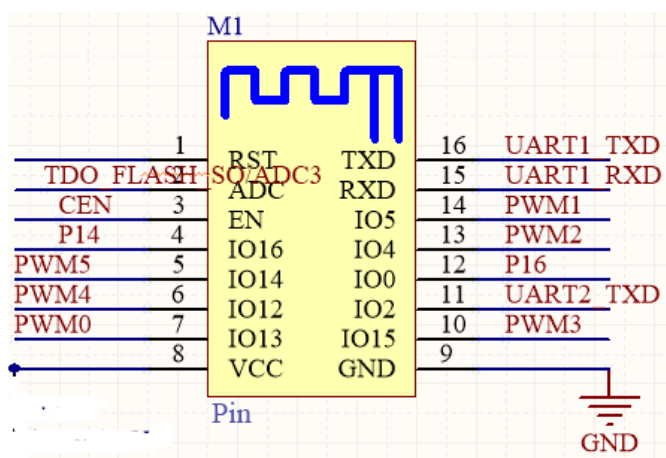 M1
1 RST TXD 16 UART1_TXD
TDO_FLASH_SO/ADC3 2 ADC RXD 15 UART1_RXD
CEN 3 EN IO5 14 PWM1
P14 4 IO16 IO4 13 PWM2
PWM5 5 IO14 IO0 12 P16
PWM4 6 IO12 IO2 11 UART2_TXD
PWM0 7 IO13 IO15 10 PWM3
8 VCC GND 9
Pin
GND